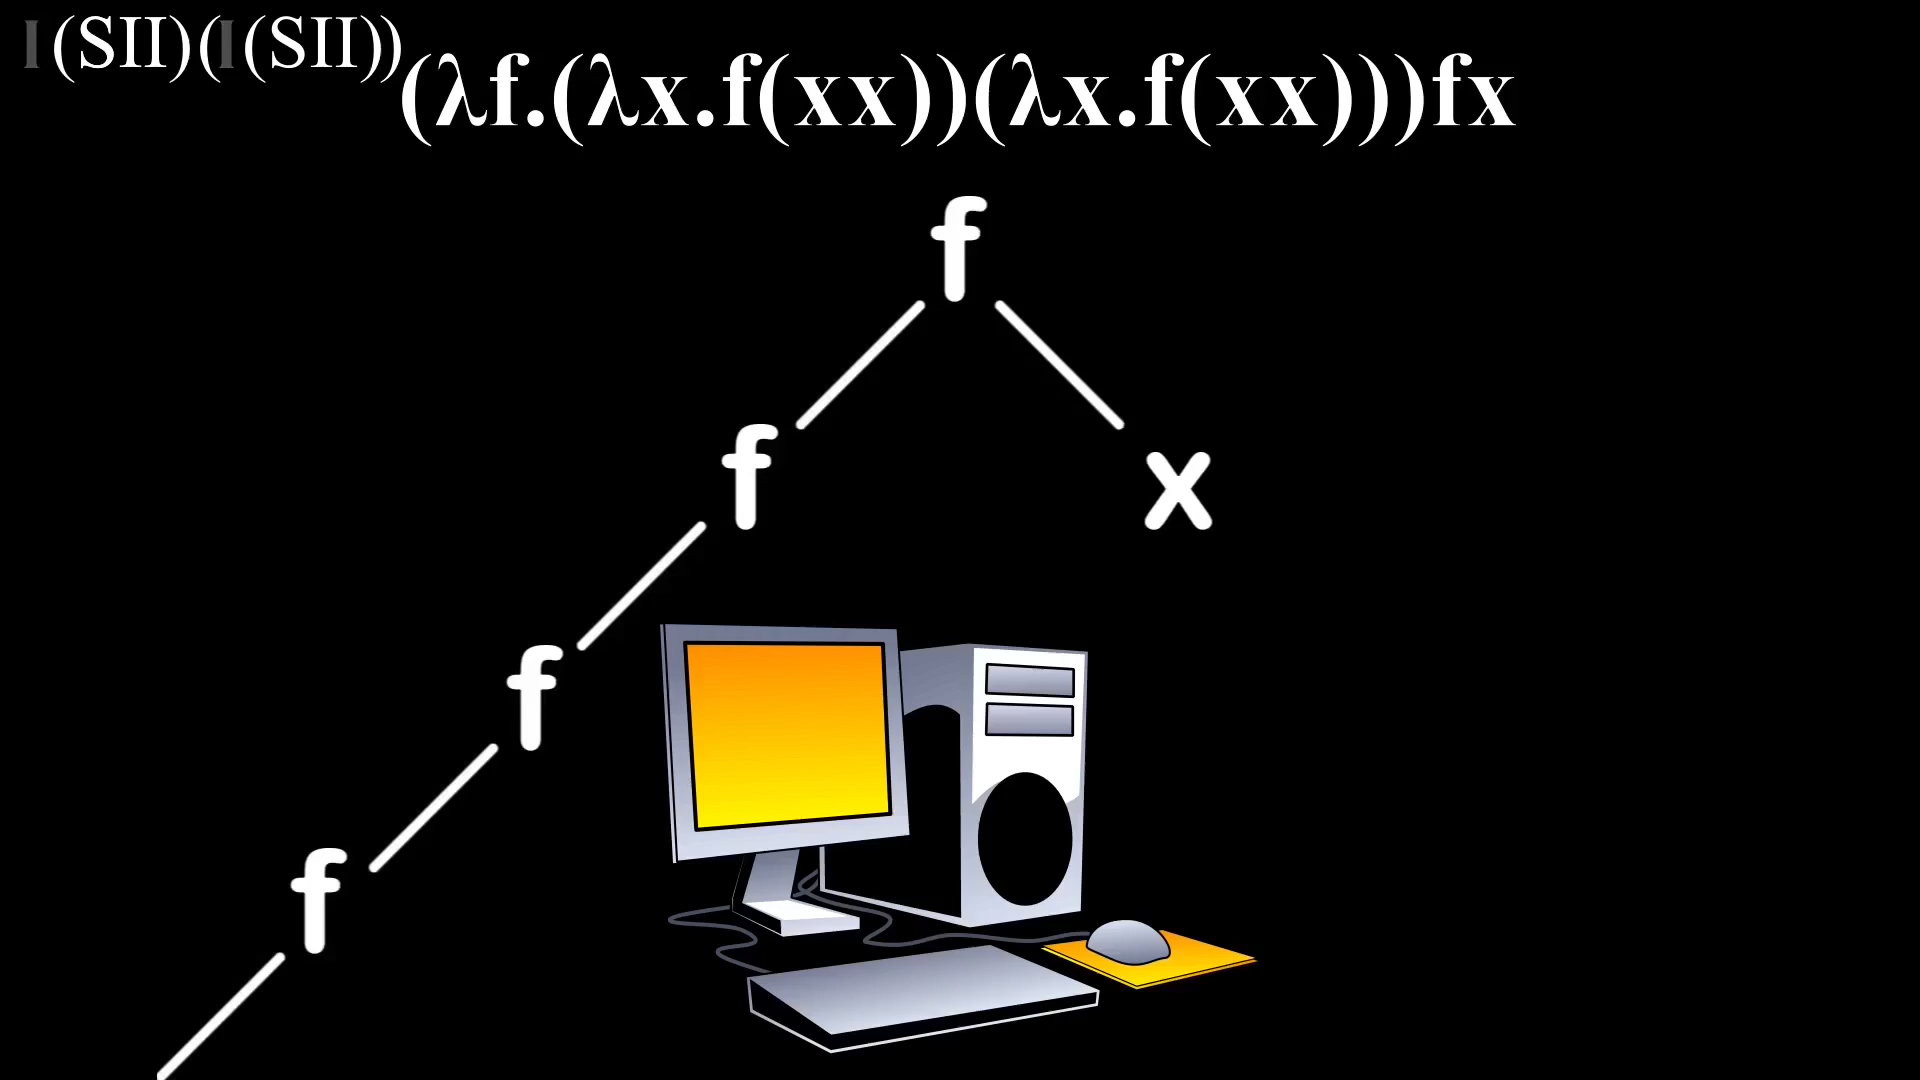 I(SII)(I(SII))
(λf.(λx.f(xx))(λx.f(xx)))fx
f
f
x
f
f